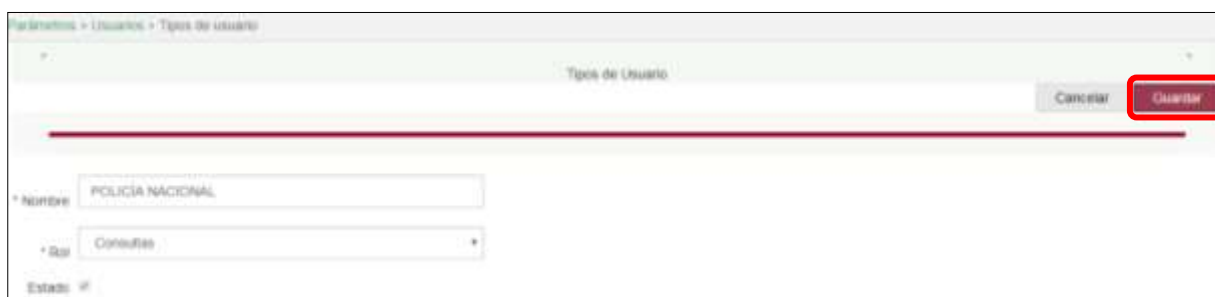 Parámetros > Usuarios > Tipos de usuario
Tipos de Usuario
Cancelar Guardar
* Nombre POLICÍA NACIONAL
* Rol Consultas
Estado